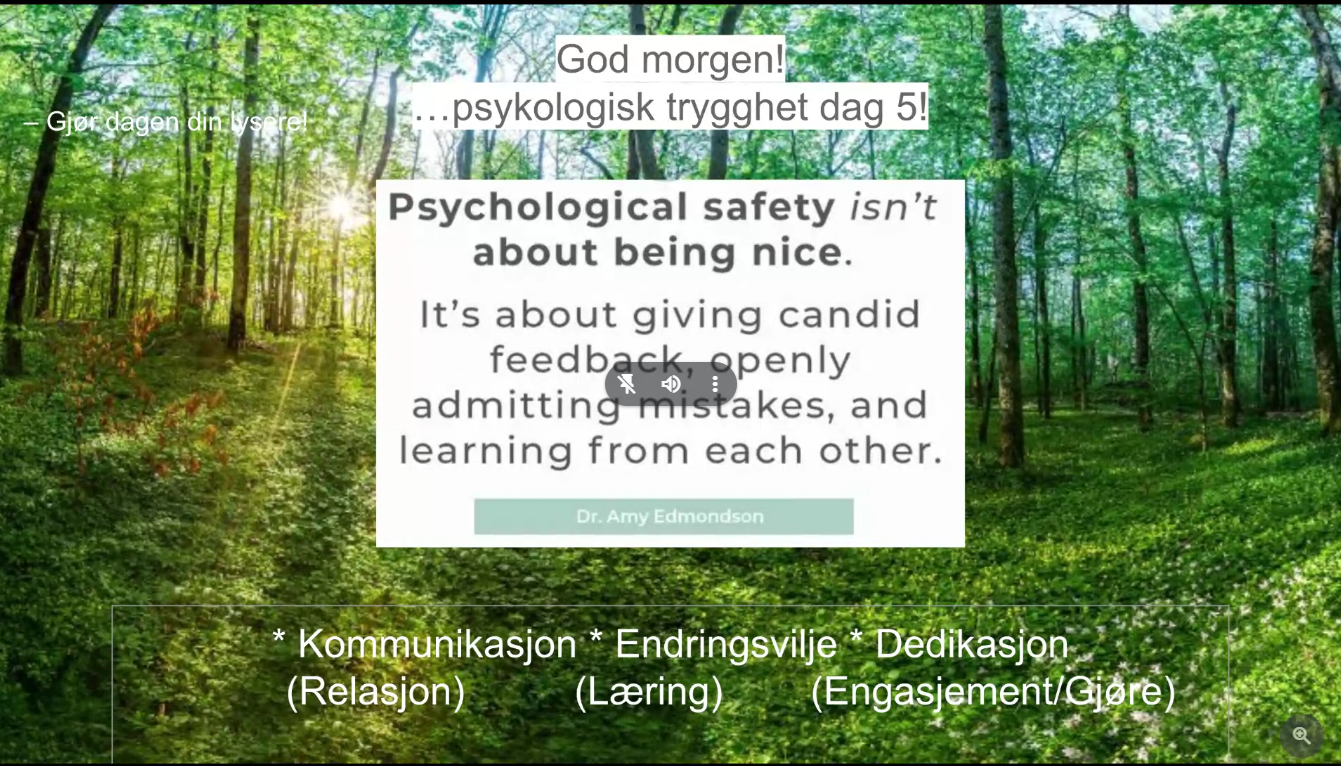 God morgen!
…psykologisk trygghet dag 5!
– Gjør dagen din lysere!
Psychological safety isn’t
about being nice.
It’s about giving candid
feedback, openly
admitting mistakes, and
learning from each other.
Dr. Amy Edmondson
* Kommunikasjon * Endringsvilje * Dedikasjon
(Relasjon) (Læring) (Engasjement/Gjøre)